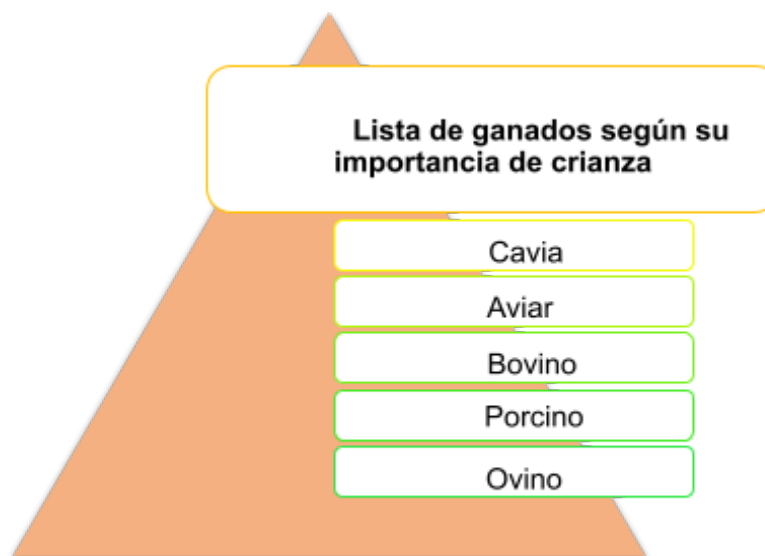 Lista de ganados según su
importancia de crianza
Cavia
Aviar
Bovino
Porcino
Ovino